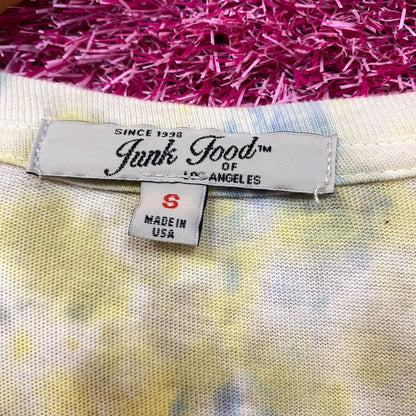 SINCE 1998
Junk Food™
OF
LOS ANGELES
S
MADE IN
USA